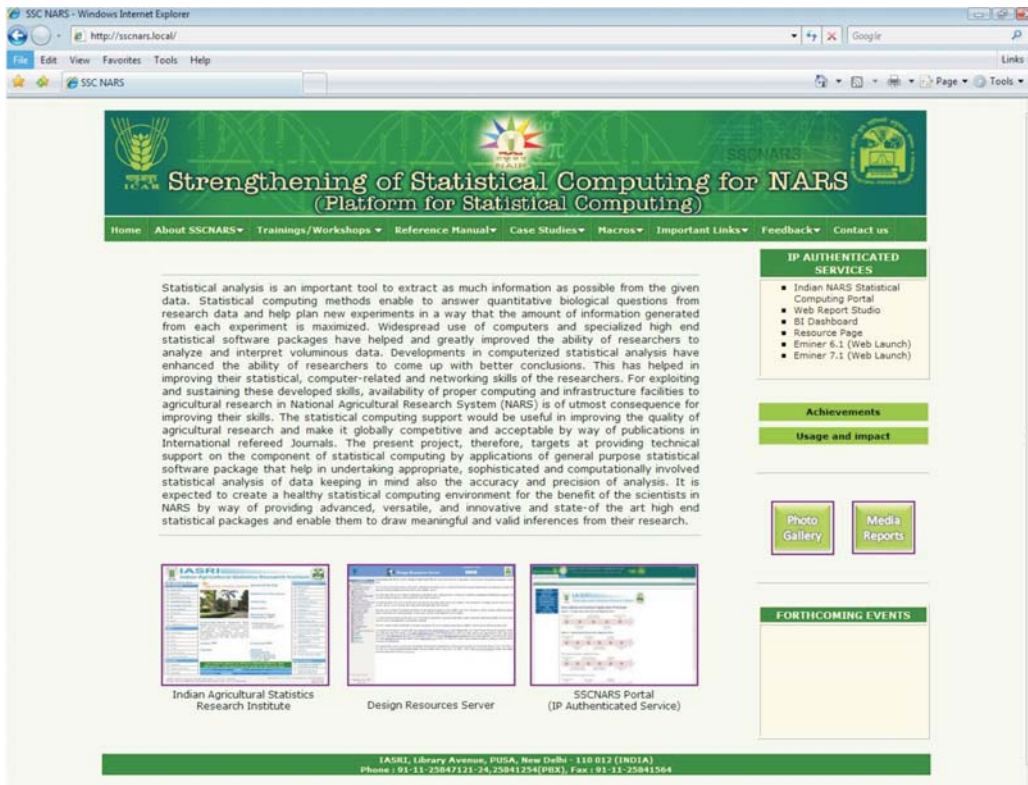 SSC NARS - Windows Internet Explorer
http://sscnars.local/
Google
File Edit View Favorites Tools Help
Links
SSC NARS
Page Tools
ICAR
NAIP
SSCNARS
Strengthening of Statistical Computing for NARS
(Platform for Statistical Computing)
Home About SSCNARS Trainings/Workshops Reference Manual Case Studies Macros Important Links Feedback Contact us
Statistical analysis is an important tool to extract as much information as possible from the given
data. Statistical computing methods enable to answer quantitative biological questions from
research data and help plan new experiments in a way that the amount of information generated
from each experiment is maximized. Widespread use of computers and specialized high end
statistical software packages have helped and greatly improved the ability of researchers to
analyze and interpret voluminous data. Developments in computerized statistical analysis have
enhanced the ability of researchers to come up with better conclusions. This has helped in
improving their statistical, computer-related and networking skills of the researchers. For exploiting
and sustaining these developed skills, availability of proper computing and infrastructure facilities to
agricultural research in National Agricultural Research System (NARS) is of utmost consequence for
improving their skills. The statistical computing support would be useful in improving the quality of
agricultural research and make it globally competitive and acceptable by way of publications in
International refereed Journals. The present project, therefore, targets at providing technical
support on the component of statistical computing by applications of general purpose statistical
software package that help in undertaking appropriate, sophisticated and computationally involved
statistical analysis of data keeping in mind also the accuracy and precision of analysis. It is
expected to create a healthy statistical computing environment for the benefit of the scientists in
NARS by way of providing advanced, versatile, and innovative and state-of the art high end
statistical packages and enable them to draw meaningful and valid inferences from their research.
IP AUTHENTICATED
SERVICES
Indian NARS Statistical
Computing Portal
Web Report Studio
BI Dashboard
Resource Page
Eminer 6.1 (Web Launch)
Eminer 7.1 (Web Launch)
Achievements
Usage and impact
Photo
Gallery
Media
Reports
FORTHCOMING EVENTS
IASRI
Indian Agricultural Statistics Research Institute
Design Resources Server
IASRI
Indian Agricultural Statistics
Research Institute
Design Resources Server
SSCNARS Portal
(IP Authenticated Service)
IASRI, Library Avenue, PUSA, New Delhi - 110 012 (INDIA)
Phone : 91-11-25847121-24,25841254(PBX), Fax : 91-11-25841564